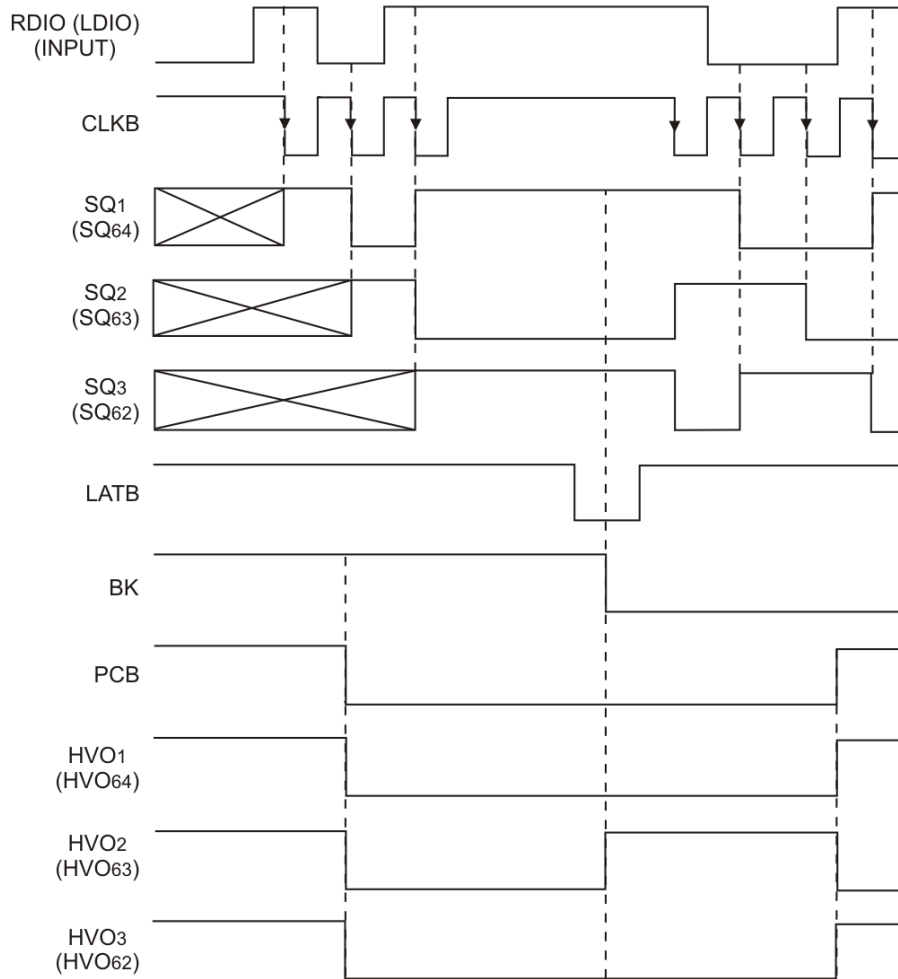 RDIO (LDIO)
(INPUT)
CLKB
SQ1
(SQ64)
SQ2
(SQ63)
SQ3
(SQ62)
LATB
BK
PCB
HVO1
(HVO64)
HVO2
(HVO63)
HVO3
(HVO62)